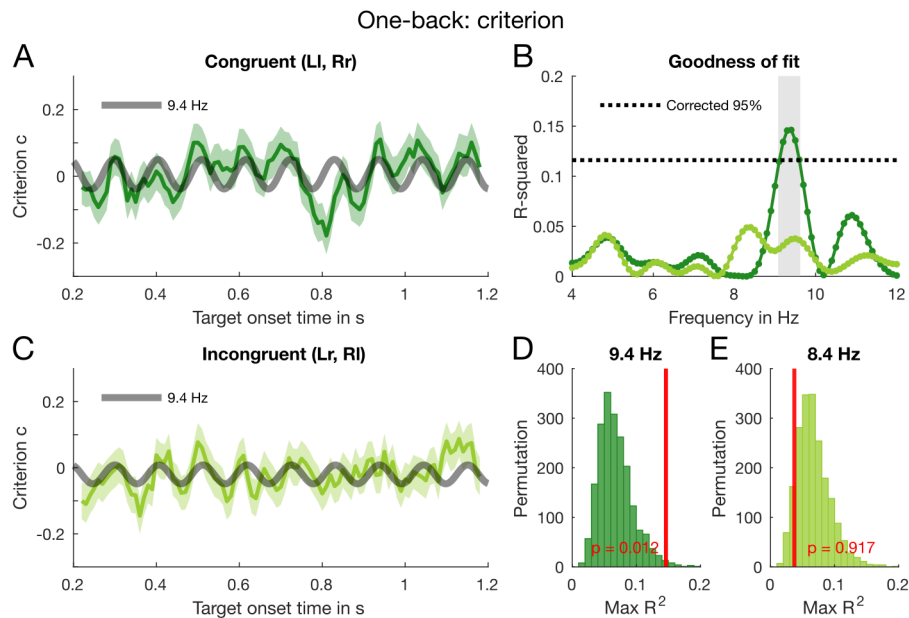 One-back: criterion
A
Congruent (Ll, Rr)
9.4 Hz
0.2
0
-0.2
Criterion c
0.2 0.4 0.6 0.8 1 1.2
Target onset time in s
B
Goodness of fit
Corrected 95%
0.2
0.15
0.1
0.05
0
R-squared
4 6 8 10 12
Frequency in Hz
C
Incongruent (Lr, Rl)
9.4 Hz
0.2
0
-0.2
Criterion c
0.2 0.4 0.6 0.8 1 1.2
Target onset time in s
D
9.4 Hz
400
300
200
100
0
Permutation
p = 0.012
0 0.1 0.2
Max R²
E
8.4 Hz
400
300
200
100
0
Permutation
p = 0.917
0 0.1 0.2
Max R²